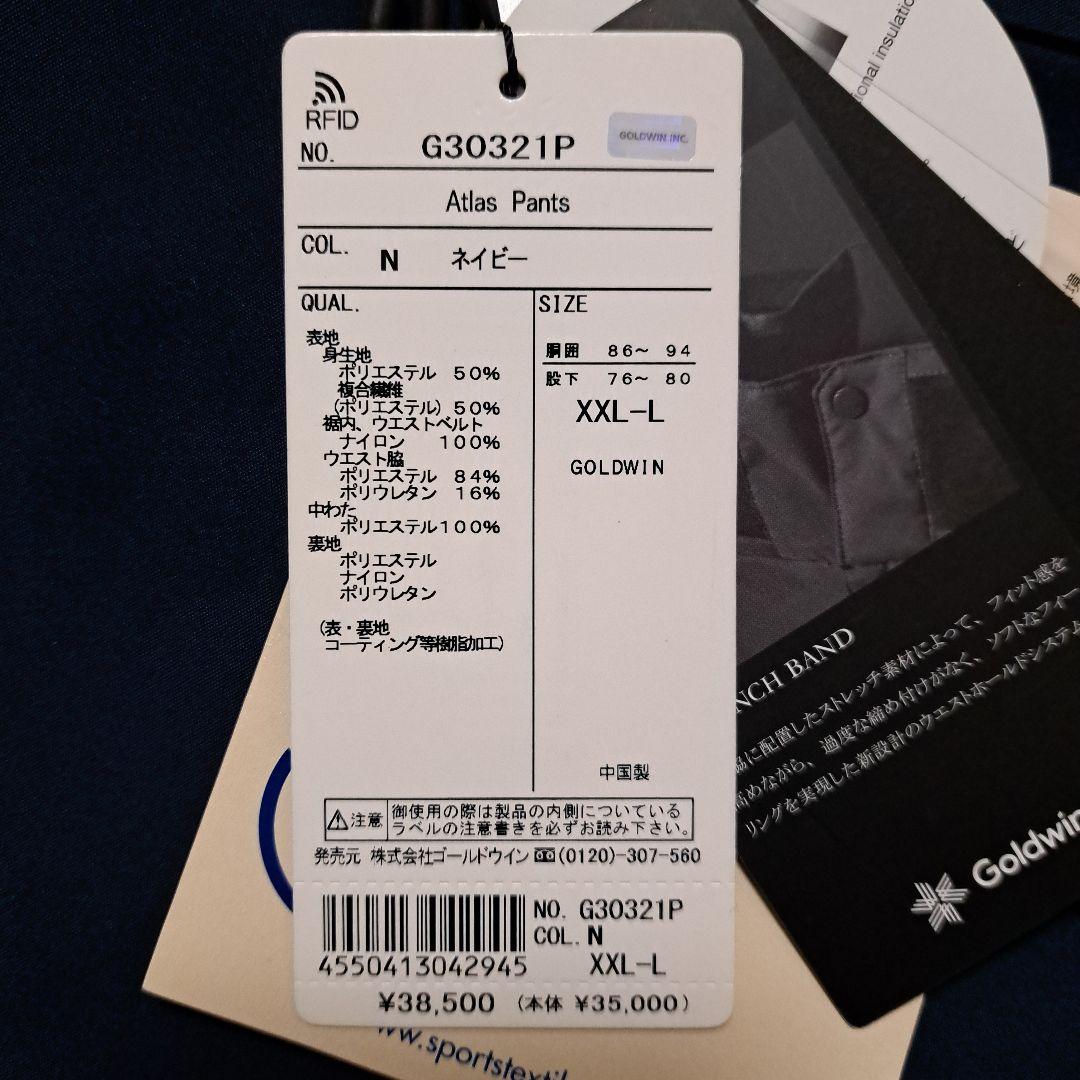 RFID
NO. G30321P
GOLDWIN INC.
Atlas Pants
COL. N ネイビー
QUAL.
表地
身生地
ポリエステル 50%
複合繊維
(ポリエステル) 50%
裾内、ウエストベルト
ナイロン 100%
ウエスト脇
ポリエステル 84%
ポリウレタン 16%
中わた
ポリエステル100%
裏地
ポリエステル
ナイロン
ポリウレタン
(表・裏地
コーティング等樹脂加工)
SIZE
胴囲 86~ 94
股下 76~ 80
XXL-L
GOLDWIN
中国製
注意 御使用の際は製品の内側についている
ラベルの注意書きを必ずお読み下さい。
発売元 株式会社ゴールドウイン (0120)-307-560
NO. G30321P
COL. N
4550413042945 XXL-L
¥38,500 (本体 ¥35,000)
insulatio
NCH BAND
脇に配置したストレッチ素材によって、フィット感を
高めながら、過度な締め付けがなく、ソフトなフィー
リングを実現した新設計のウエストホールドシステム
Goldwin
ww.sportstextil